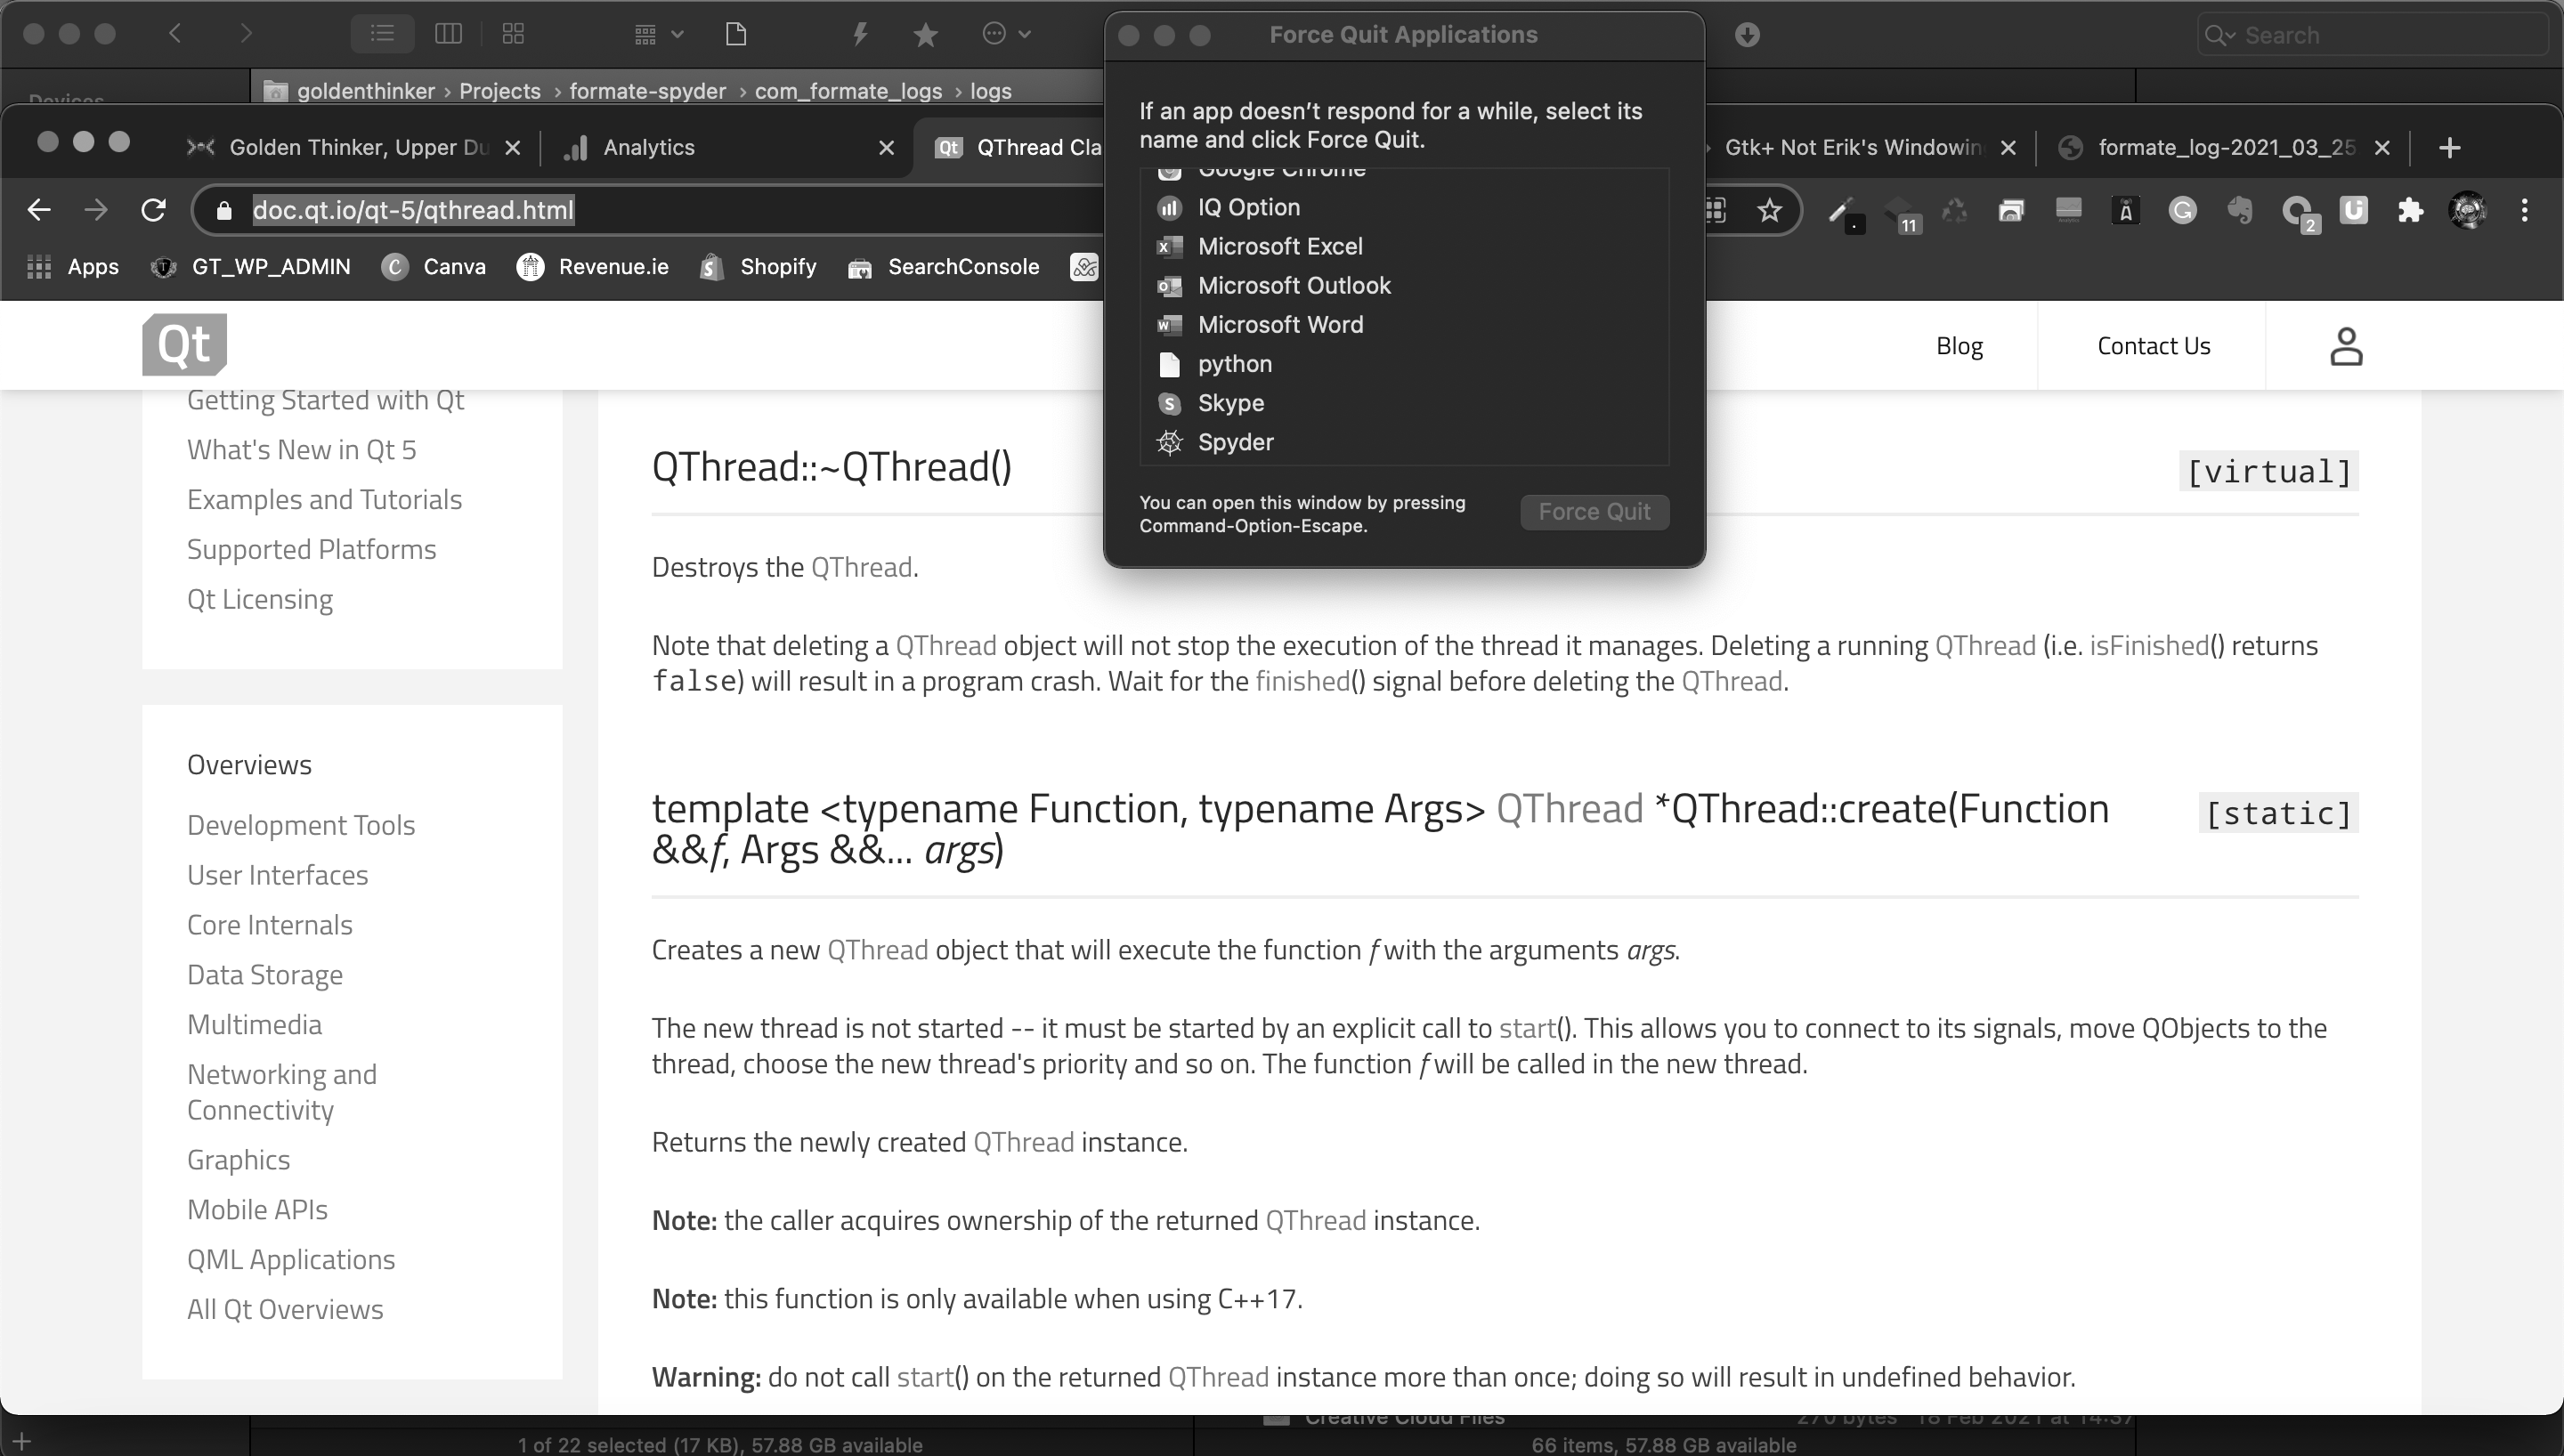 Force Quit Applications
Search
Devices
goldenthinker › Projects › formate-spyder › com_formate_logs › logs
If an app doesn’t respond for a while, select its
name and click Force Quit.
Google Chrome
IQ Option
Microsoft Excel
Microsoft Outlook
Microsoft Word
python
Skype
Spyder
You can open this window by pressing
Command-Option-Escape.
Force Quit
Golden Thinker, Upper Du
Analytics
QThread Cla
Gtk+ Not Erik's Windowin
formate_log-2021_03_25
doc.qt.io/qt-5/qthread.html
11
2
Apps
GT_WP_ADMIN
Canva
Revenue.ie
Shopify
SearchConsole
Qt
Blog
Contact Us
Getting Started with Qt
What's New in Qt 5
Examples and Tutorials
Supported Platforms
Qt Licensing
Overviews
Development Tools
User Interfaces
Core Internals
Data Storage
Multimedia
Networking and
Connectivity
Graphics
Mobile APIs
QML Applications
All Qt Overviews
QThread::~QThread()
[virtual]
Destroys the QThread.
Note that deleting a QThread object will not stop the execution of the thread it manages. Deleting a running QThread (i.e. isFinished() returns
false) will result in a program crash. Wait for the finished() signal before deleting the QThread.
template <typename Function, typename Args> QThread *QThread::create(Function
&&f, Args &&... args)
[static]
Creates a new QThread object that will execute the function f with the arguments args.
The new thread is not started -- it must be started by an explicit call to start(). This allows you to connect to its signals, move QObjects to the
thread, choose the new thread's priority and so on. The function f will be called in the new thread.
Returns the newly created QThread instance.
Note: the caller acquires ownership of the returned QThread instance.
Note: this function is only available when using C++17.
Warning: do not call start() on the returned QThread instance more than once; doing so will result in undefined behavior.
Creative Cloud Files
270 bytes 18 Feb 2021 at 14:37
1 of 22 selected (17 KB), 57.88 GB available
66 items, 57.88 GB available